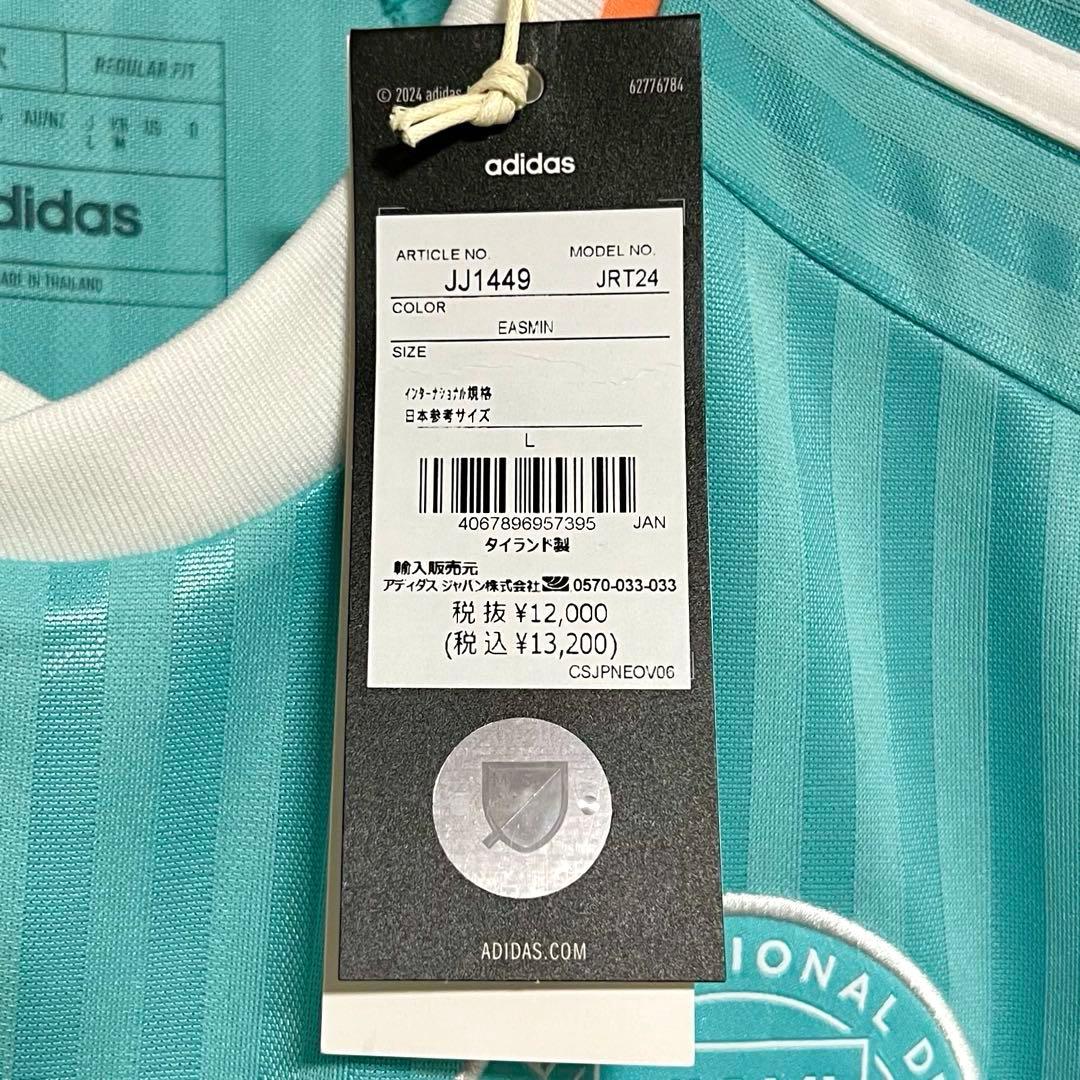 REGULAR FIT
AU/NZ J
L M
adidas
MADE IN THAILAND
© 2024 adidas
62776784
adidas
ARTICLE NO. MODEL NO.
JJ1449 JRT24
COLOR
EASMIN
SIZE
インターナショナル規格
日本参考サイズ
L
4067896957395 JAN
タイランド製
輸入販売元
アディダス ジャパン株式会社 0570-033-033
税抜 ¥12,000
(税込 ¥13,200)
CSJPNEOV06
ADIDAS.COM